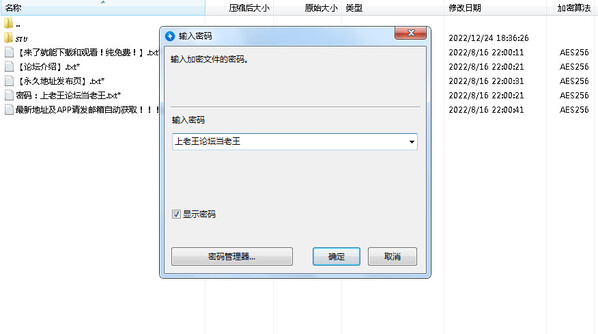 名称 压缩后大小 原始大小 类型 修改日期 加密算法
..
stu 2022/12/24 18:36:26
【来了就能下载和观看！纯免费！】.txt* 2022/8/16 22:00:11 AES256
【论坛介绍】.txt* 2022/8/16 22:00:21 AES256
【永久地址发布页】.txt* 2022/8/16 22:00:31 AES256
密码：上老王论坛当老王.txt* 2022/8/16 22:00:21 AES256
最新地址及APP请发邮箱自动获取！！！ 2022/8/16 22:00:41 AES256
输入密码
输入加密文件的密码。
输入密码
上老王论坛当老王
显示密码
密码管理器... 确定 取消